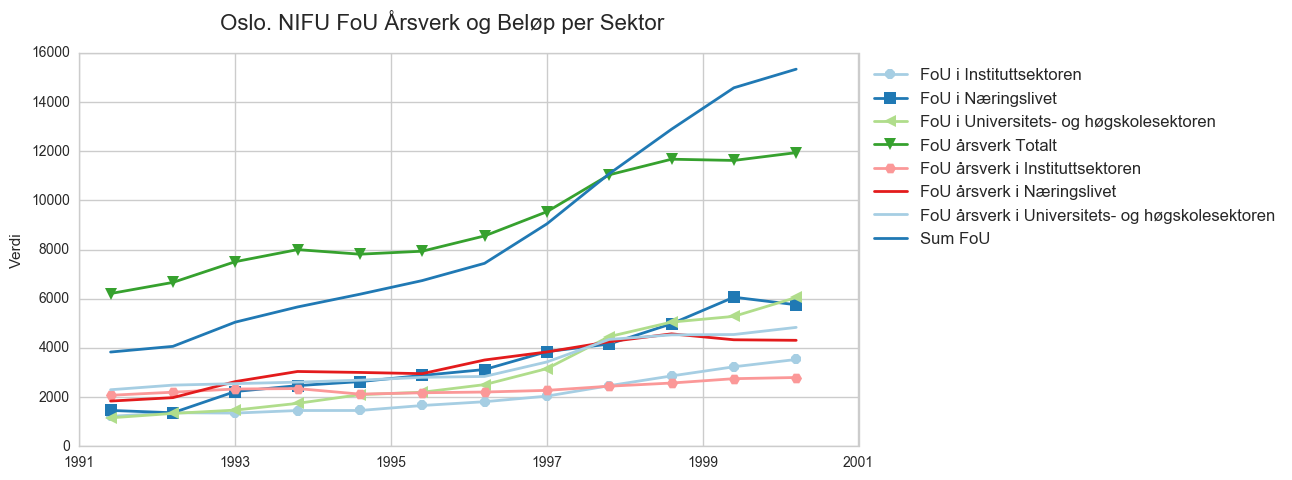 Oslo. NIFU FoU Årsverk og Beløp per Sektor
16000
14000
12000
10000
8000
6000
4000
2000
0
Verdi
1991
1993
1995
1997
1999
2001
FoU i Instituttsektoren
FoU i Næringslivet
FoU i Universitets- og høgskolesektoren
FoU årsverk Totalt
FoU årsverk i Instituttsektoren
FoU årsverk i Næringslivet
FoU årsverk i Universitets- og høgskolesektoren
Sum FoU